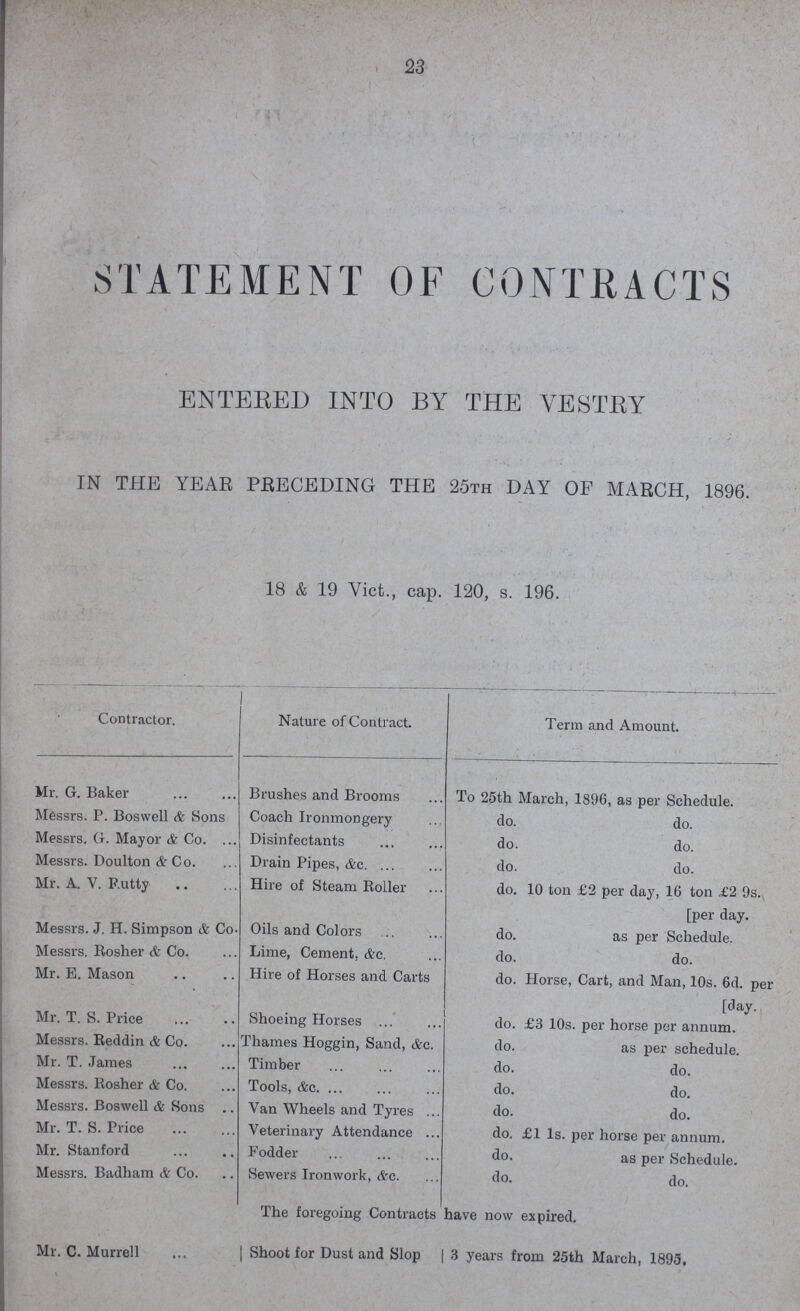 23
STATEMENT OF CONTRACTS
ENTERED INTO BY THE VESTRY
IN THE YEAR PRECEDING THE 25TH DAY OF MARCH, 1896.
18 & 19 Vict., cap. 120, s. 196.
Contractor. Nature of Contract. Term and Amount.
Mr. G. Baker ... ... Brushes and Brooms ... To 25th March, 1896, as per Schedule.
Messrs. P. Boswell & Sons Coach Ironmongery ... do. do.
Messrs. G. Mayor & Co. ... Disinfectants ... ... do. do.
Messrs. Doulton & Co. ... Drain Pipes, &c. ... ... do. do.
Mr. A. V. Rutty .. ... Hire of Steam Roller ... do. 10 ton £2 per day, 16 ton £2 9s.
[per day.
Messrs. J. H. Simpson & Co. Oils and Colors .. ... do. as per Schedule.
Messrs. Rosher & Co. ... Lime, Cement, &c. ... do. do.
Mr. E. Mason .. .. Hire of Horses and Carts do. Horse, Cart, and Man, 10s. 6d. per
[day.
Mr. T. S. Price ... .. Shoeing Horses ... ... do. £3 10s. per horse per annum.
Messrs. Reddin & Co. ... Thames Hoggin, Sand, &c. do. as per schedule.
Mr. T. James ... ... Timber ... ... ... do. do.
Messrs. Rosher & Co. ... Tools, &c. ... ... ... do. do.
Messrs. Boswell & Sons .. Van Wheels and Tyres ... do. do.
Mr. T. S. Price ... ... Veterinary Attendance ... do. £1 1s. per horse per annum.
Mr. Stanford ... .. Fodder ... ... ... do. as per Schedule.
Messrs. Badham & Co. .. Sewers Ironwork, &c. ... do. do.
The foregoing Contracts have now expired.
Mr. C. Murrell ... | Shoot for Dust and Slop | 3 years from 25th March, 1895.